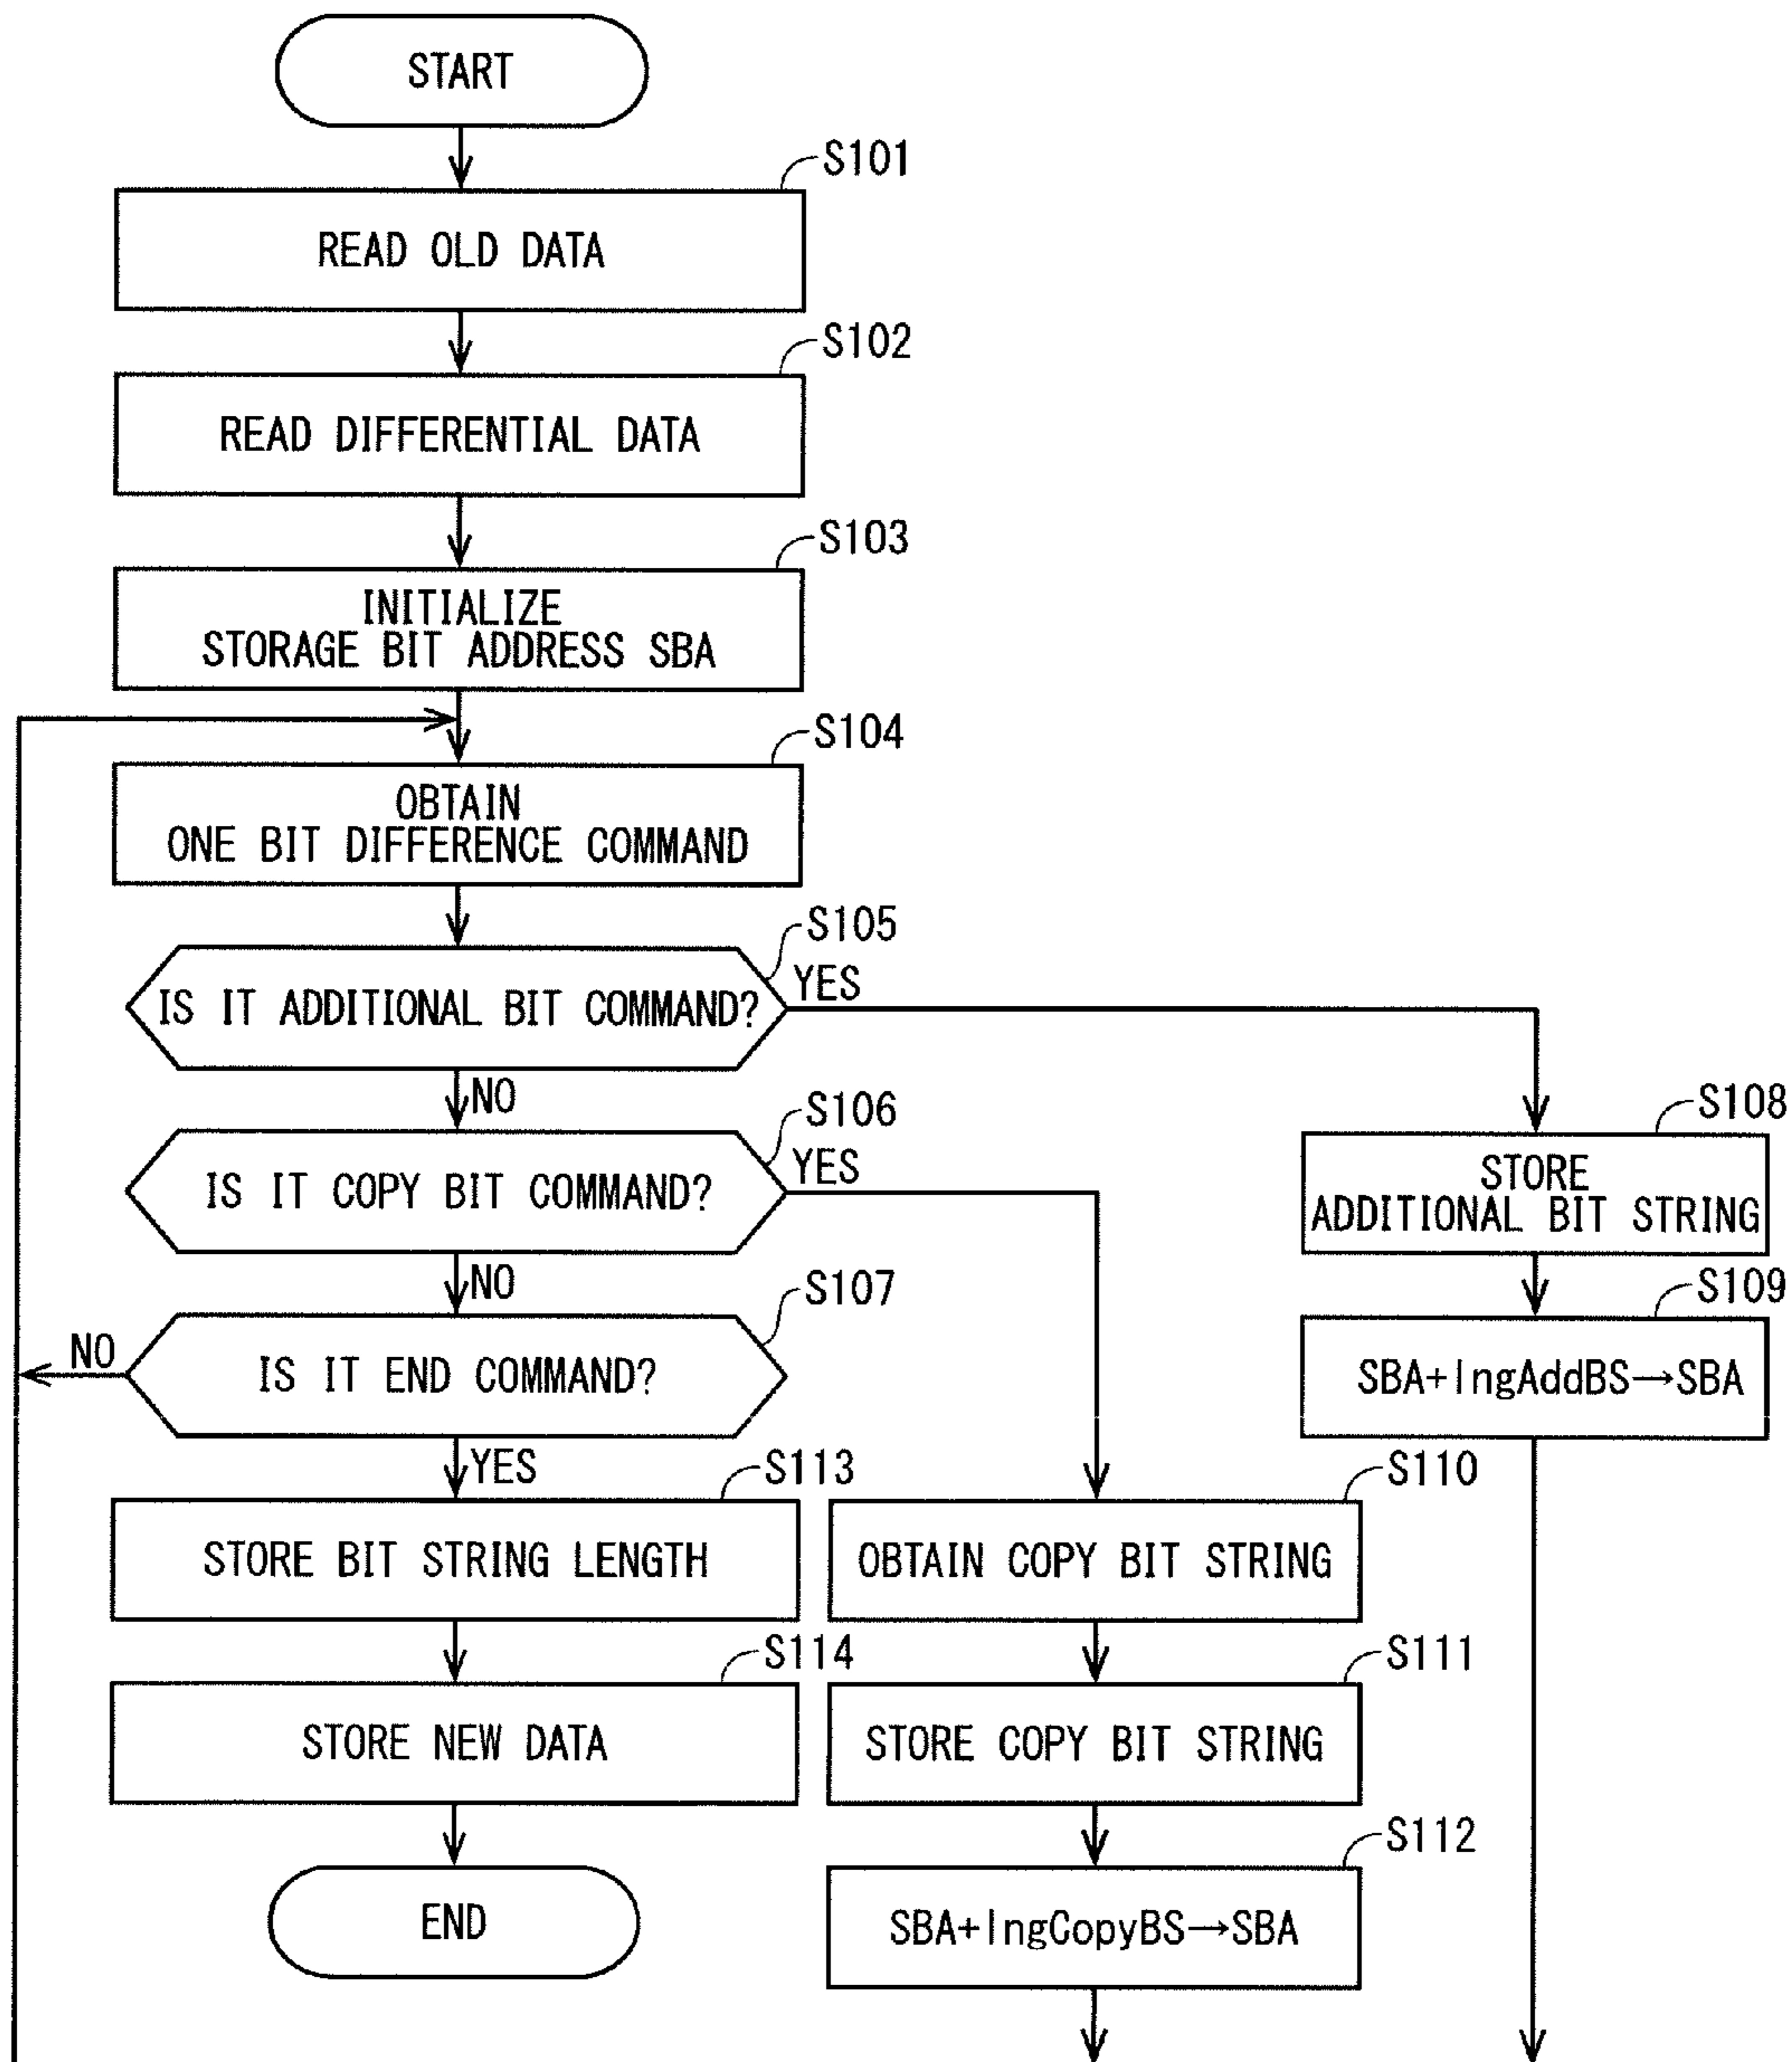 START
S101
READ OLD DATA
S102
READ DIFFERENTIAL DATA
S103
INITIALIZE
STORAGE BIT ADDRESS SBA
S104
OBTAIN
ONE BIT DIFFERENCE COMMAND
S105
IS IT ADDITIONAL BIT COMMAND?
YES
NO
S106
IS IT COPY BIT COMMAND?
YES
NO
S107
IS IT END COMMAND?
NO
YES
S108
STORE
ADDITIONAL BIT STRING
S109
SBA+lngAddBS→SBA
S113
STORE BIT STRING LENGTH
S110
OBTAIN COPY BIT STRING
S114
STORE NEW DATA
S111
STORE COPY BIT STRING
END
S112
SBA+lngCopyBS→SBA